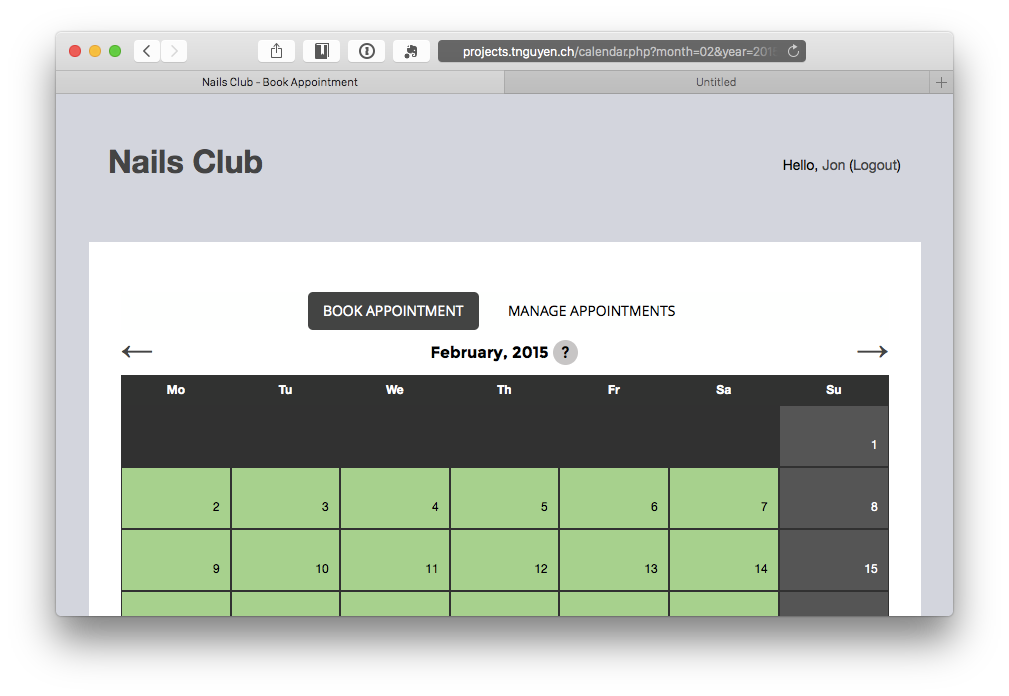 projects.tnguyen.ch/calendar.php?month=02&year=201
Nails Club - Book Appointment
Untitled
Nails Club
Hello, Jon (Logout)
BOOK APPOINTMENT
MANAGE APPOINTMENTS
February, 2015 ?
Mo Tu We Th Fr Sa Su
1
2 3 4 5 6 7 8
9 10 11 12 13 14 15